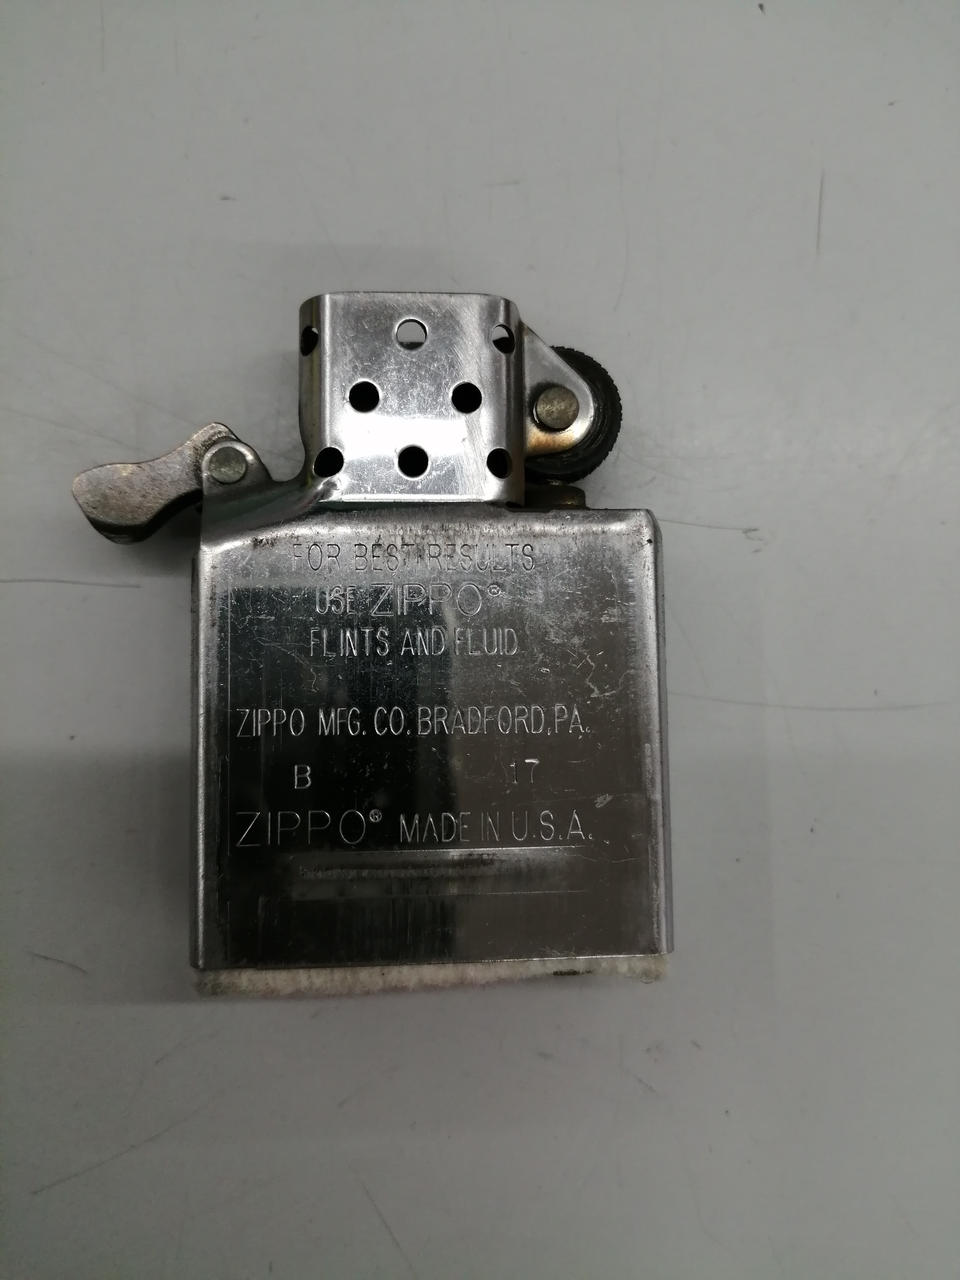 FOR BEST RESULTS
USE ZIPPO®
FLINTS AND FLUID
ZIPPO MFG. CO. BRADFORD, PA.
B 17
ZIPPO® MADE IN U.S.A.